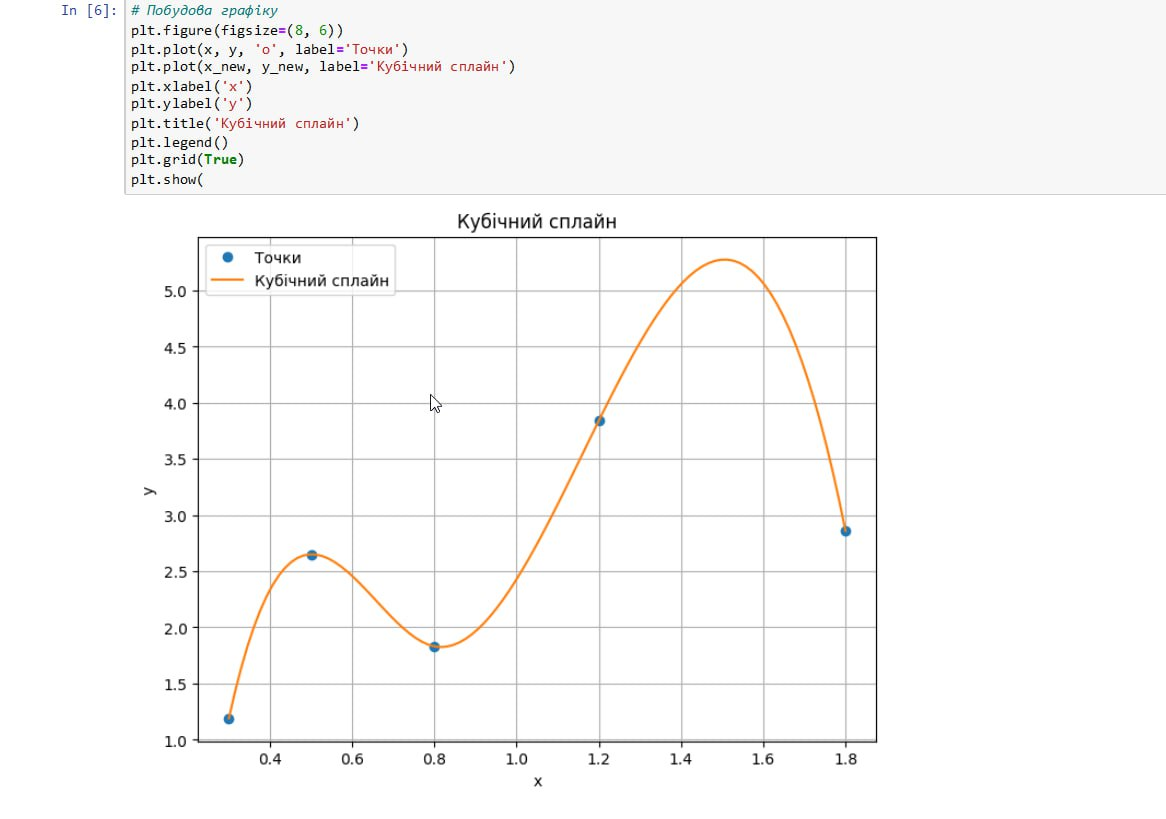 In [6]: # Побудова графіку
plt.figure(figsize=(8, 6))
plt.plot(x, y, 'o', label='Точки')
plt.plot(x_new, y_new, label='Кубічний сплайн')
plt.xlabel('x')
plt.ylabel('y')
plt.title('Кубічний сплайн')
plt.legend()
plt.grid(True)
plt.show(
Кубічний сплайн
Точки
Кубічний сплайн
5.0
4.5
4.0
3.5
y
3.0
2.5
2.0
1.5
1.0
0.4 0.6 0.8 1.0 1.2 1.4 1.6 1.8
x